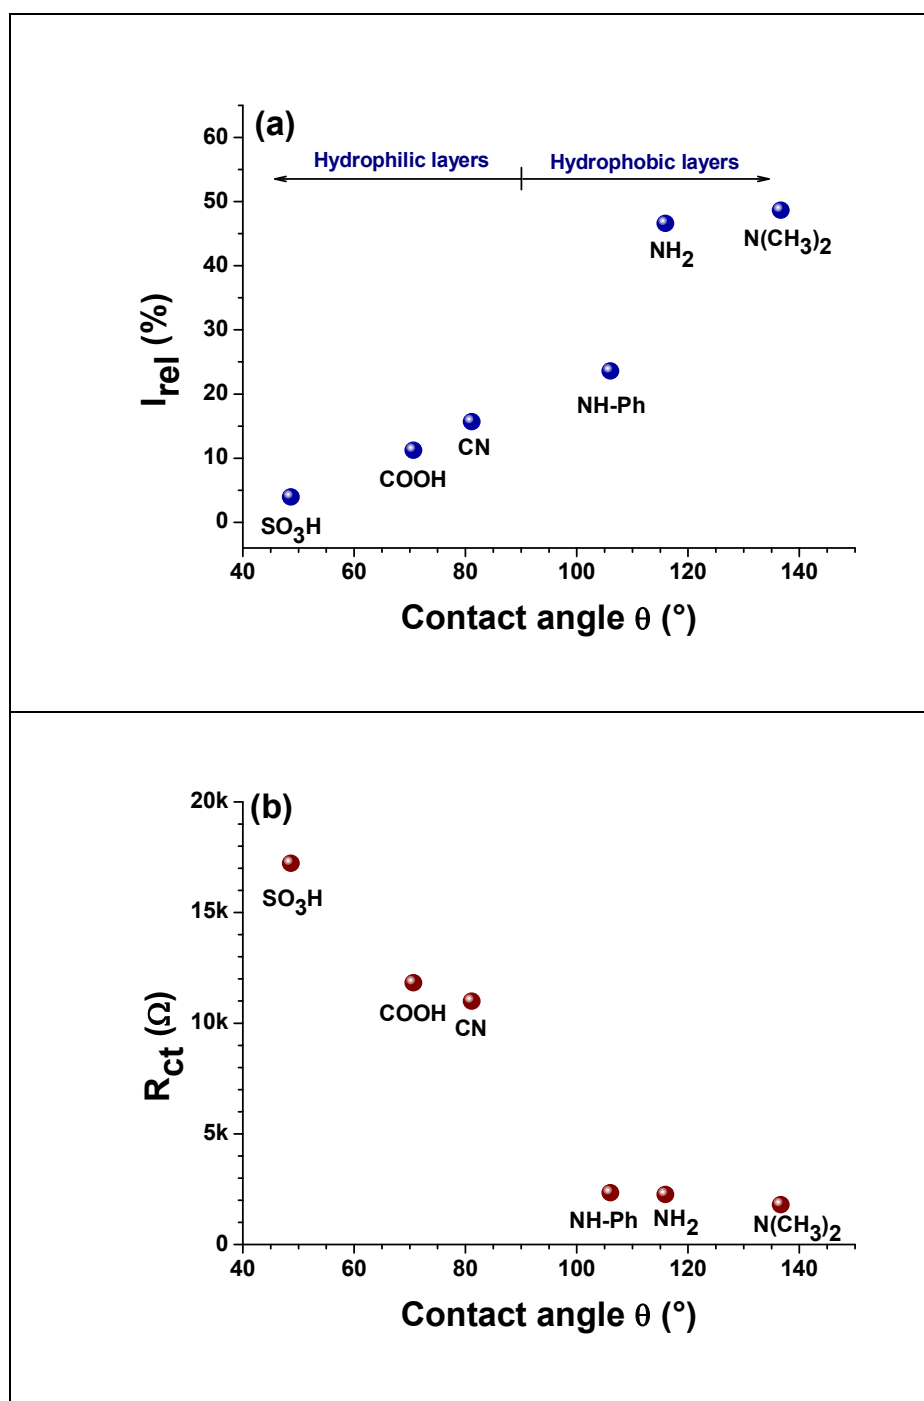 (a)
60
50
40
30
20
10
0
Hydrophilic layers
Hydrophobic layers
SO3H
COOH
CN
NH-Ph
NH2
N(CH3)2
Irel (%)
40 60 80 100 120 140
Contact angle θ (°)
(b)
20k
15k
10k
5k
0
SO3H
COOH
CN
NH-Ph
NH2
N(CH3)2
Rct (Ω)
40 60 80 100 120 140
Contact angle θ (°)